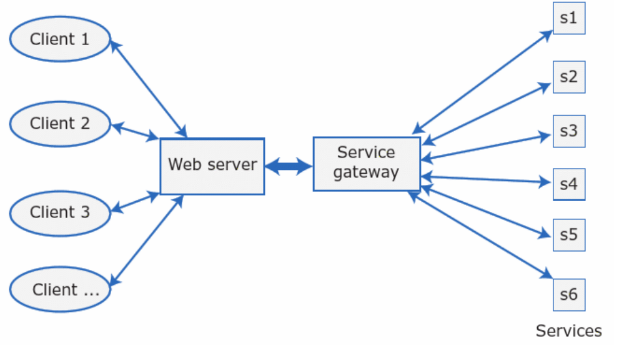 Client 1
Client 2
Client 3
Client ...
Web server
Service
gateway
s1
s2
s3
s4
s5
s6
Services